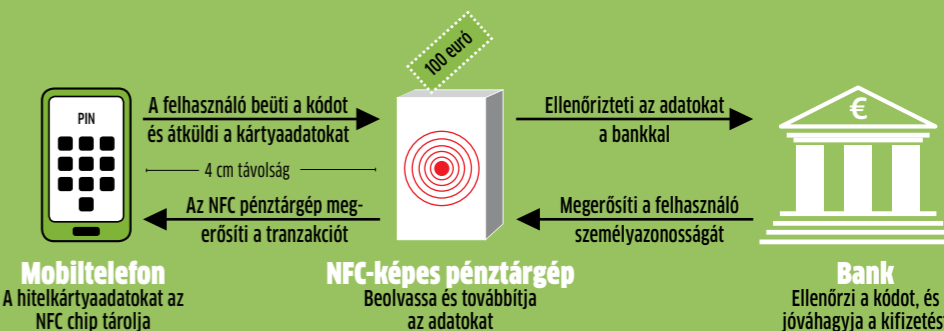 100 euró
PIN
A felhasználó beüti a kódot
és átküldi a kártyaadatokat
4 cm távolság
Az NFC pénztárgép meg-
erősíti a tranzakciót
Ellenőrizteti az adatokat
a bankkal
Megerősíti a felhasználó
személyazonosságát
€
Mobiltelefon
A hitelkártyaadatokat az
NFC chip tárolja
NFC-képes pénztárgép
Beolvassa és továbbítja
az adatokat
Bank
Ellenőrzi a kódot, és
jóváhagyja a kifizetést